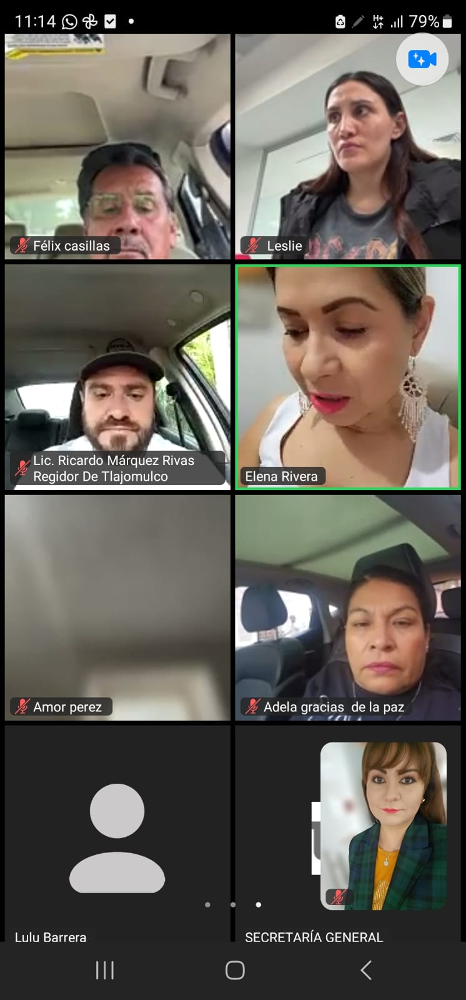 11:14
79%
Félix casillas
Leslie
Lic. Ricardo Márquez Rivas
Regidor De Tlajomulco
Elena Rivera
Amor perez
Adela gracias de la paz
Lulu Barrera
SECRETARÍA GENERAL